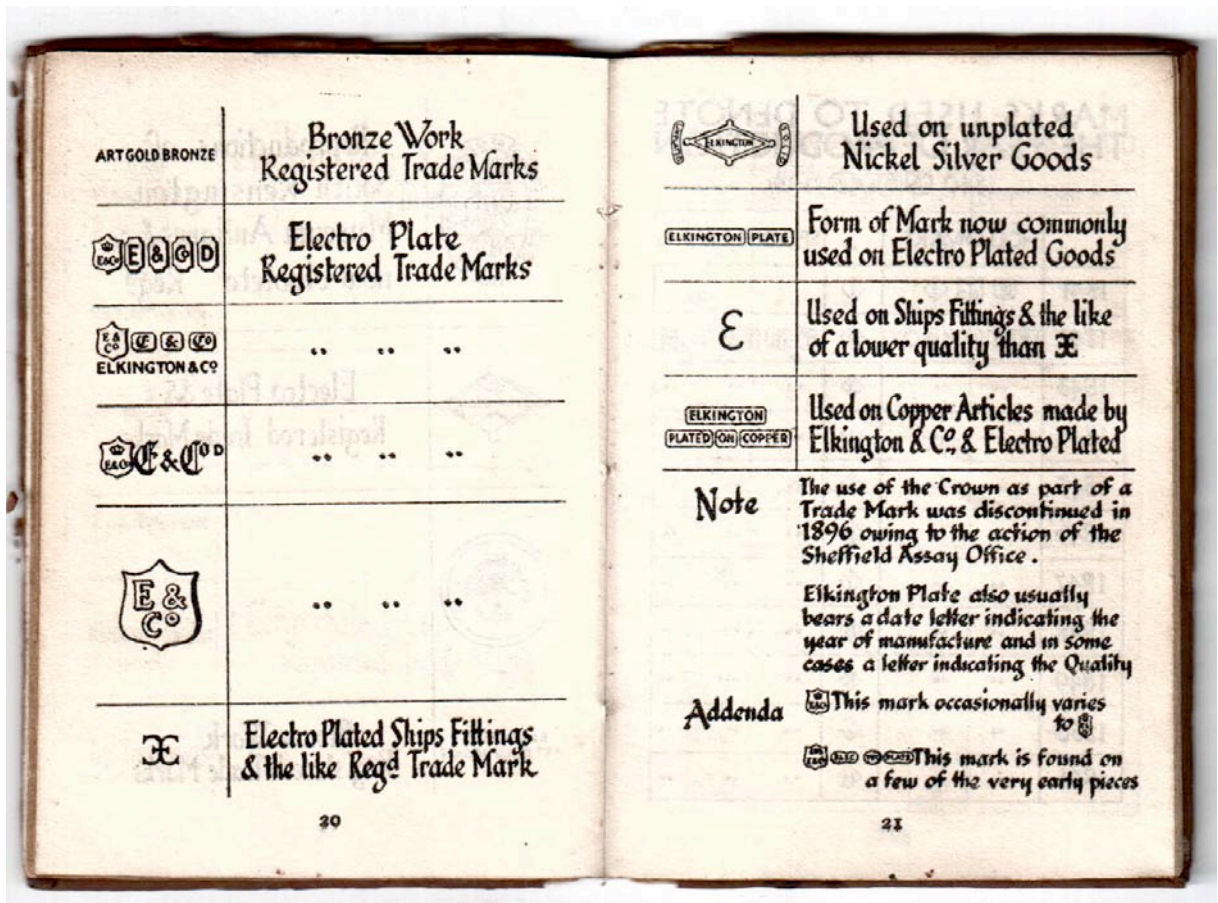 ART GOLD BRONZE
Bronze Work
Registered Trade Marks
E&Co E & Co D
Electro Plate
Registered Trade Marks
E & Co E & Co
ELKINGTON & Co
" " "
E&Co E & Co D
" " "
E & Co
" " "
Electro Plated Ships Fittings
& the like Regd Trade Mark
20
ELKINGTON
Used on unplated
Nickel Silver Goods
ELKINGTON PLATE
Form of Mark now commonly
used on Electro Plated Goods
Ɛ
Used on Ships Fittings & the like
of a lower quality than ƎE
ELKINGTON
PLATED ON COPPER
Used on Copper Articles made by
Elkington & Co., & Electro Plated
Note
The use of the Crown as part of a
Trade Mark was discontinued in
1896 owing to the action of the
Sheffield Assay Office.
Elkington Plate also usually
bears a date letter indicating the
year of manufacture and in some
cases a letter indicating the Quality
Addenda
This mark occasionally varies
to
This mark is found on
a few of the very early pieces
21